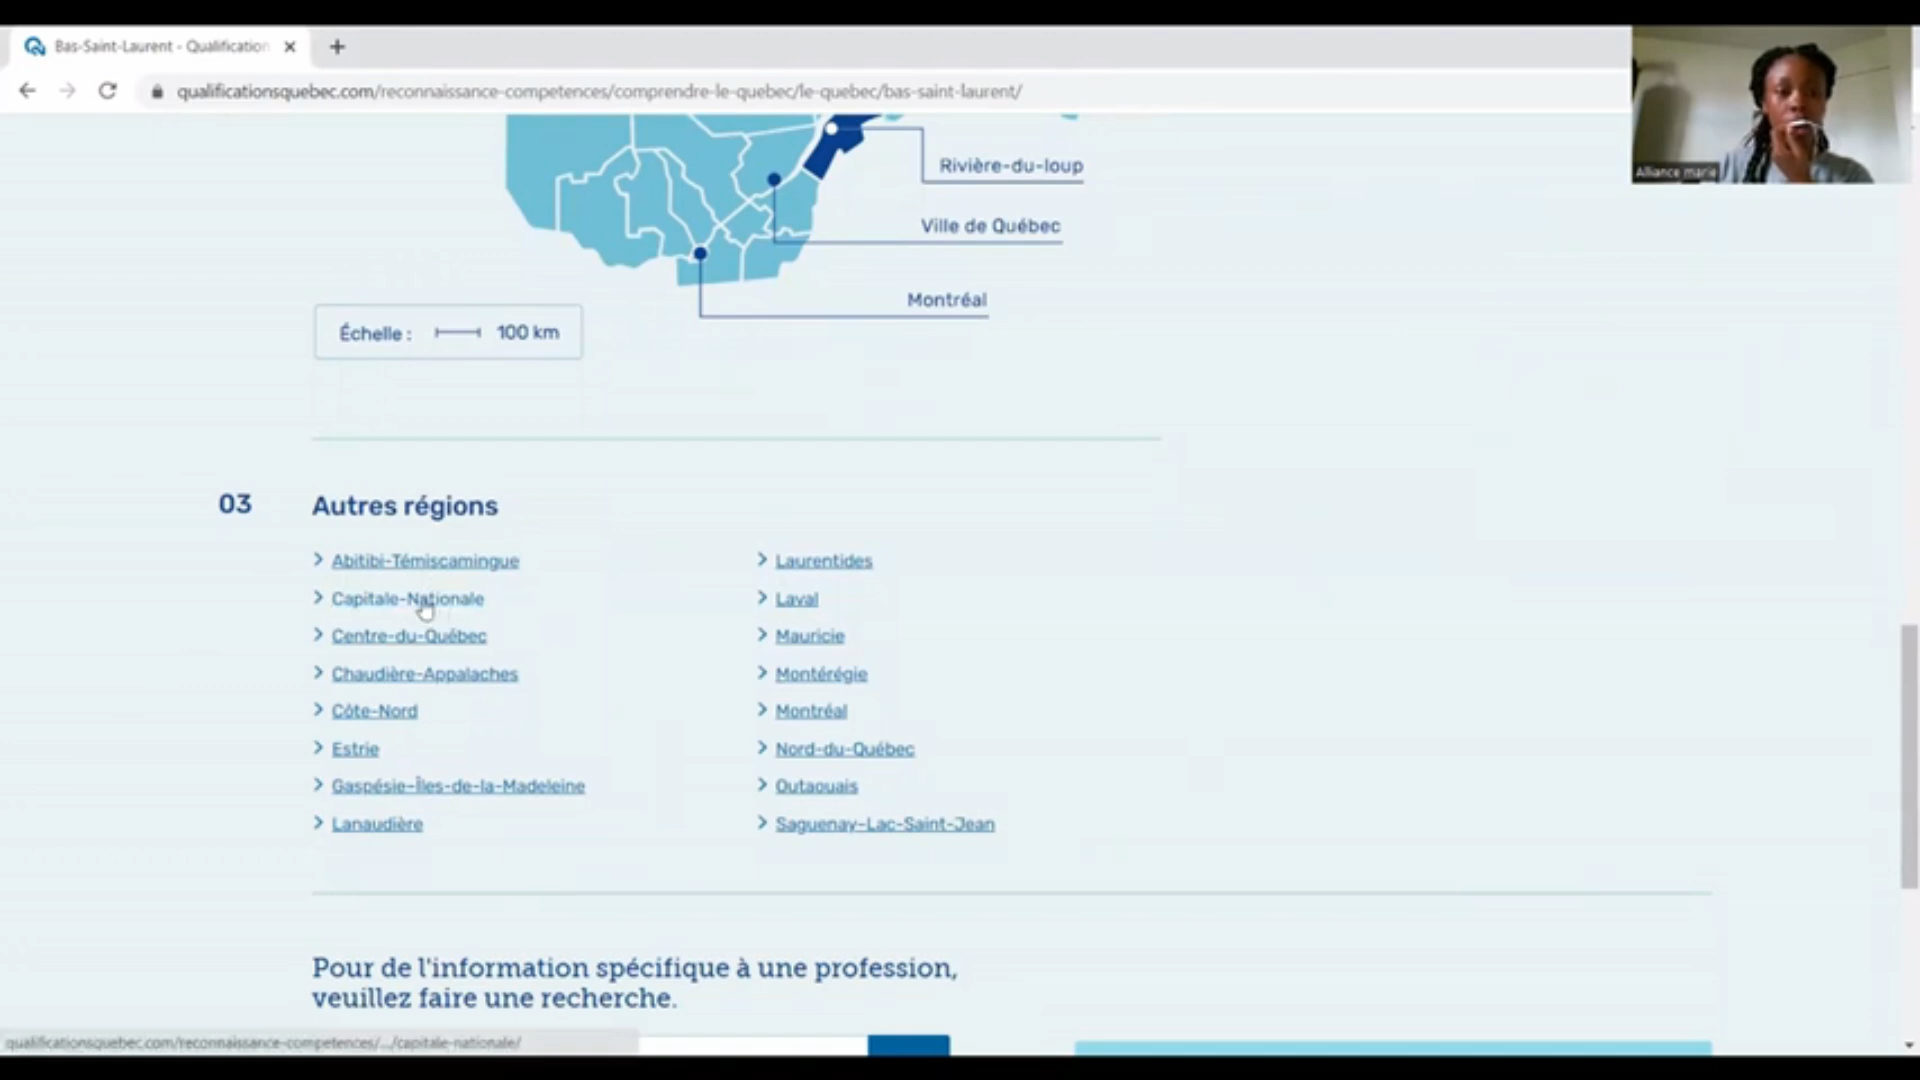 Bas-Saint-Laurent - Qualification
qualificationsquebec.com/reconnaissance-competences/comprendre-le-quebec/le-quebec/bas-saint-laurent/
Alliance marie
Rivière-du-loup
Ville de Québec
Montréal
Échelle : 100 km
03 Autres régions
Abitibi-Témiscamingue
Capitale-Nationale
Centre-du-Québec
Chaudière-Appalaches
Côte-Nord
Estrie
Gaspésie-Îles-de-la-Madeleine
Lanaudière
Laurentides
Laval
Mauricie
Montérégie
Montréal
Nord-du-Québec
Outaouais
Saguenay-Lac-Saint-Jean
Pour de l'information spécifique à une profession,
veuillez faire une recherche.
qualificationsquebec.com/reconnaissance-competences/.../capitale-nationale/